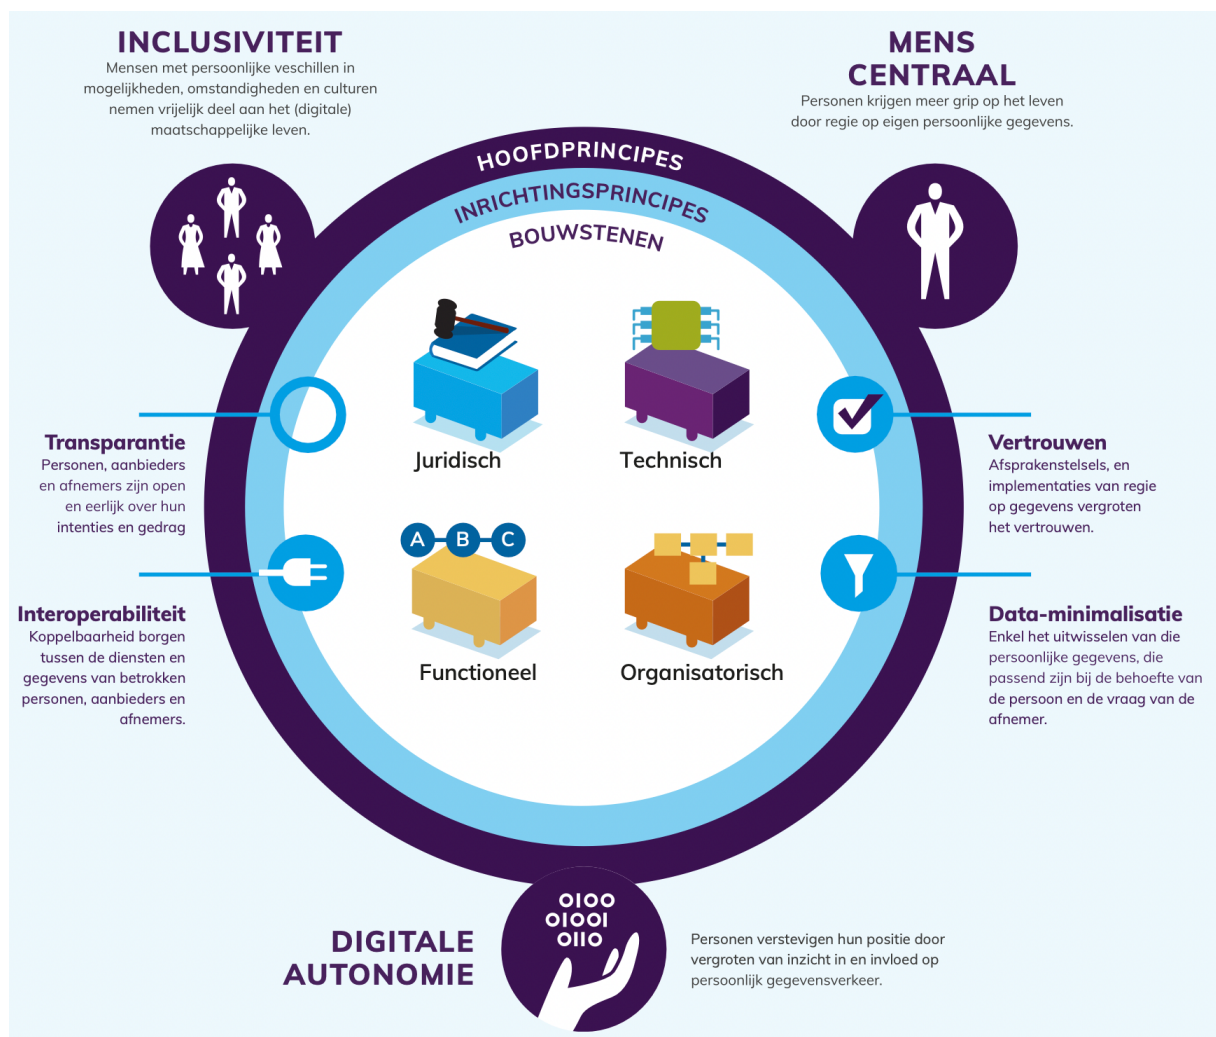 INCLUSIVITEIT
Mensen met persoonlijke veschillen in
mogelijkheden, omstandigheden en culturen
nemen vrijelijk deel aan het (digitale)
maatschappelijke leven.
MENS
CENTRAAL
Personen krijgen meer grip op het leven
door regie op eigen persoonlijke gegevens.
HOOFDPRINCIPES
INRICHTINGSPRINCIPES
BOUWSTENEN
Juridisch
Technisch
Transparantie
Personen, aanbieders
en afnemers zijn open
en eerlijk over hun
intenties en gedrag
Vertrouwen
Afsprakenstelsels, en
implementaties van regie
op gegevens vergroten
het vertrouwen.
A B C
Functioneel
Organisatorisch
Interoperabiliteit
Koppelbaarheid borgen
tussen de diensten en
gegevens van betrokken
personen, aanbieders en
afnemers.
Data-minimalisatie
Enkel het uitwisselen van die
persoonlijke gegevens, die
passend zijn bij de behoefte van
de persoon en de vraag van de
afnemer.
0100
01001
0110
DIGITALE
AUTONOMIE
Personen verstevigen hun positie door
vergroten van inzicht in en invloed op
persoonlijk gegevensverkeer.